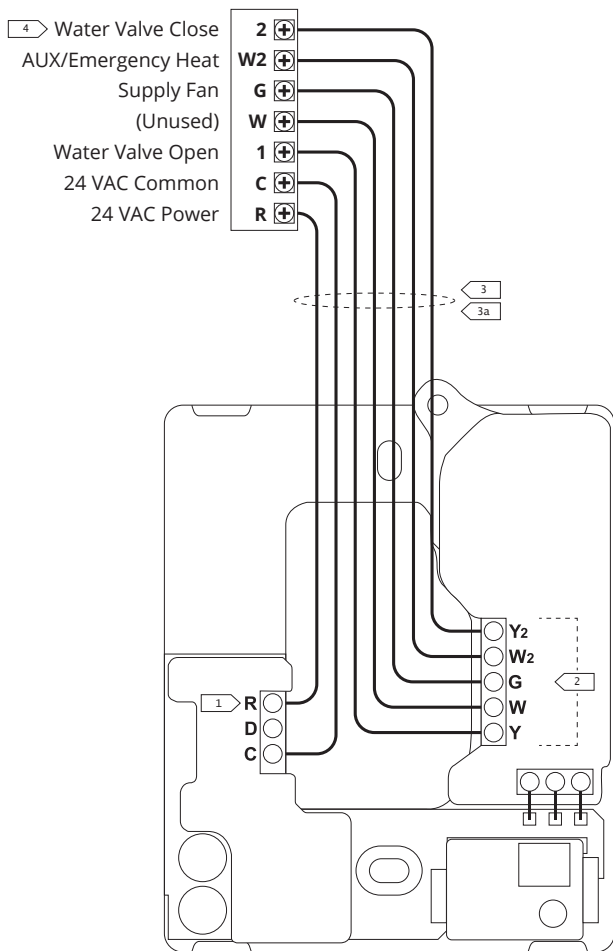 4 Water Valve Close 2
AUX/Emergency Heat W2
Supply Fan G
(Unused) W
Water Valve Open 1
24 VAC Common C
24 VAC Power R
3
3a
Y2
W2
G
W
Y
2
1 R
D
C